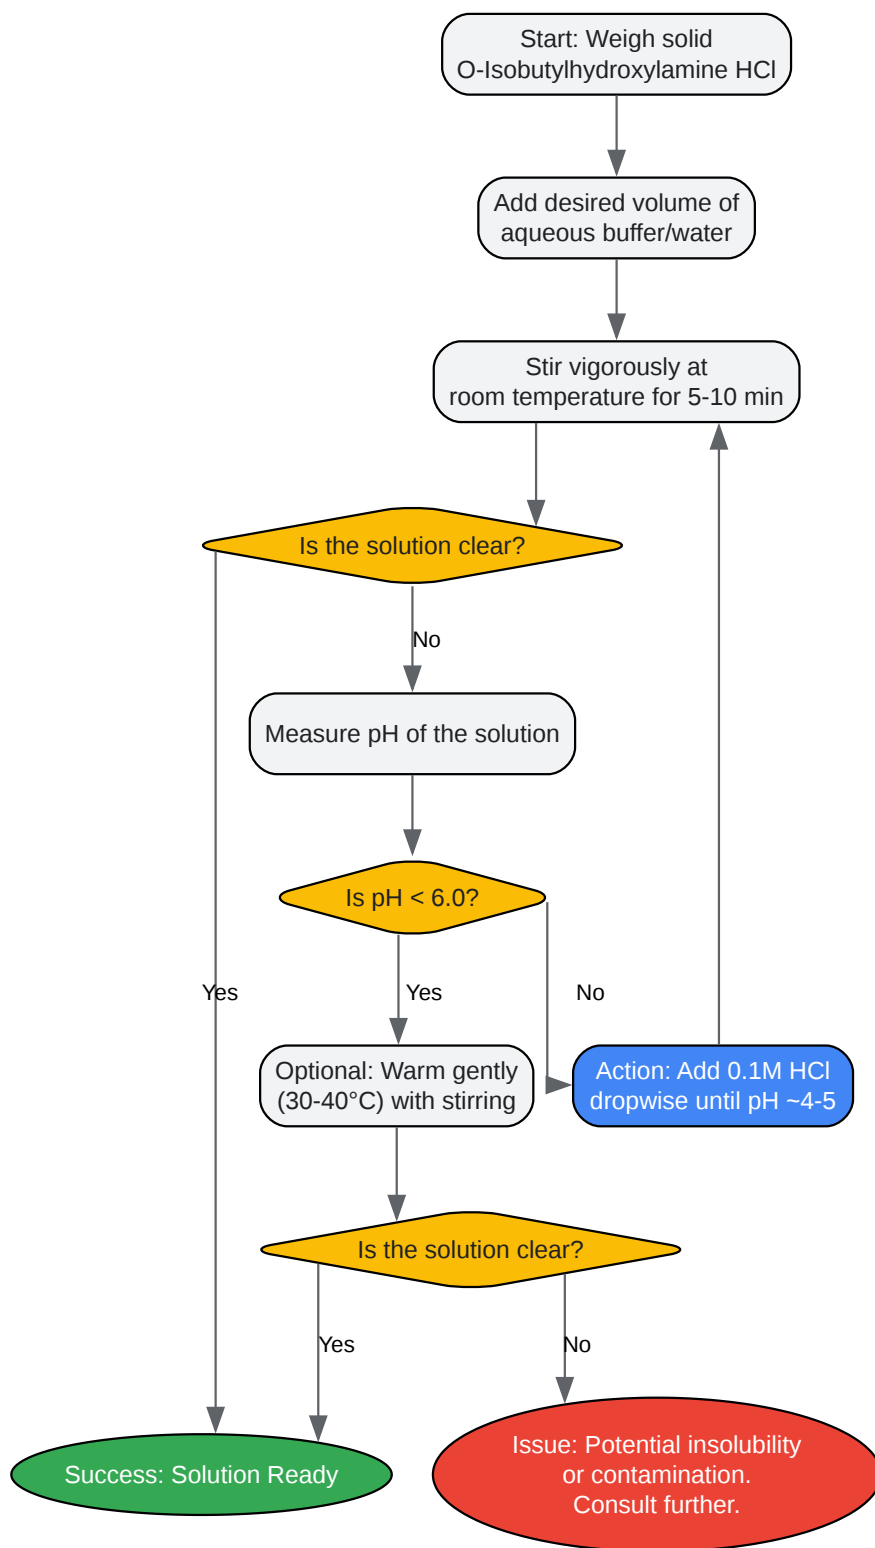 Start: Weigh solid
O-Isobutylhydroxylamine HCl
Add desired volume of
aqueous buffer/water
Stir vigorously at
room temperature for 5-10 min
Is the solution clear?
No
Measure pH of the solution
Is pH < 6.0?
Yes
Yes
No
Optional: Warm gently
(30-40°C) with stirring
Action: Add 0.1M HCl
dropwise until pH ~4-5
Is the solution clear?
Yes
No
Success: Solution Ready
Issue: Potential insolubility
or contamination.
Consult further.